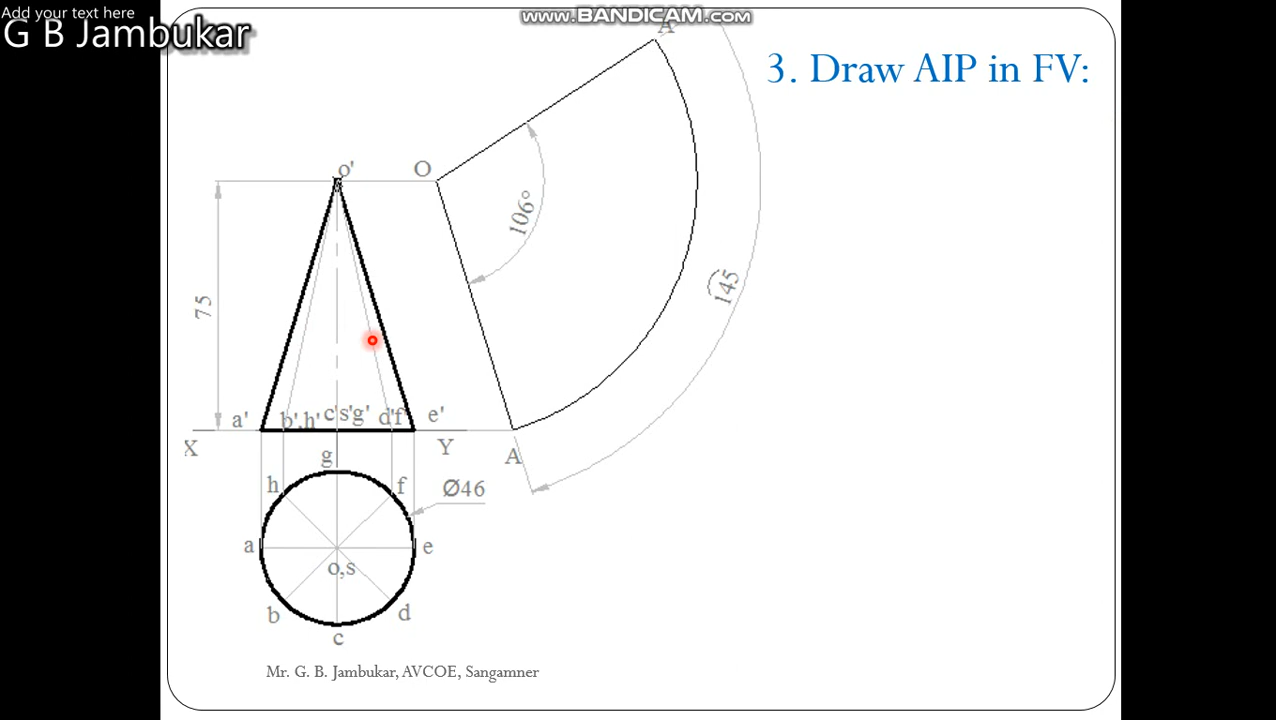 Add your text here
G B Jambukar
www.BANDICAM.com
3. Draw AIP in FV:
A
o'
O
106°
75
145
a'
b',h'
c's'g'
d'f'
e'
X
Y
A
g
h
f
Ø46
a
e
o,s
b
d
c
Mr. G. B. Jambukar, AVCOE, Sangamner